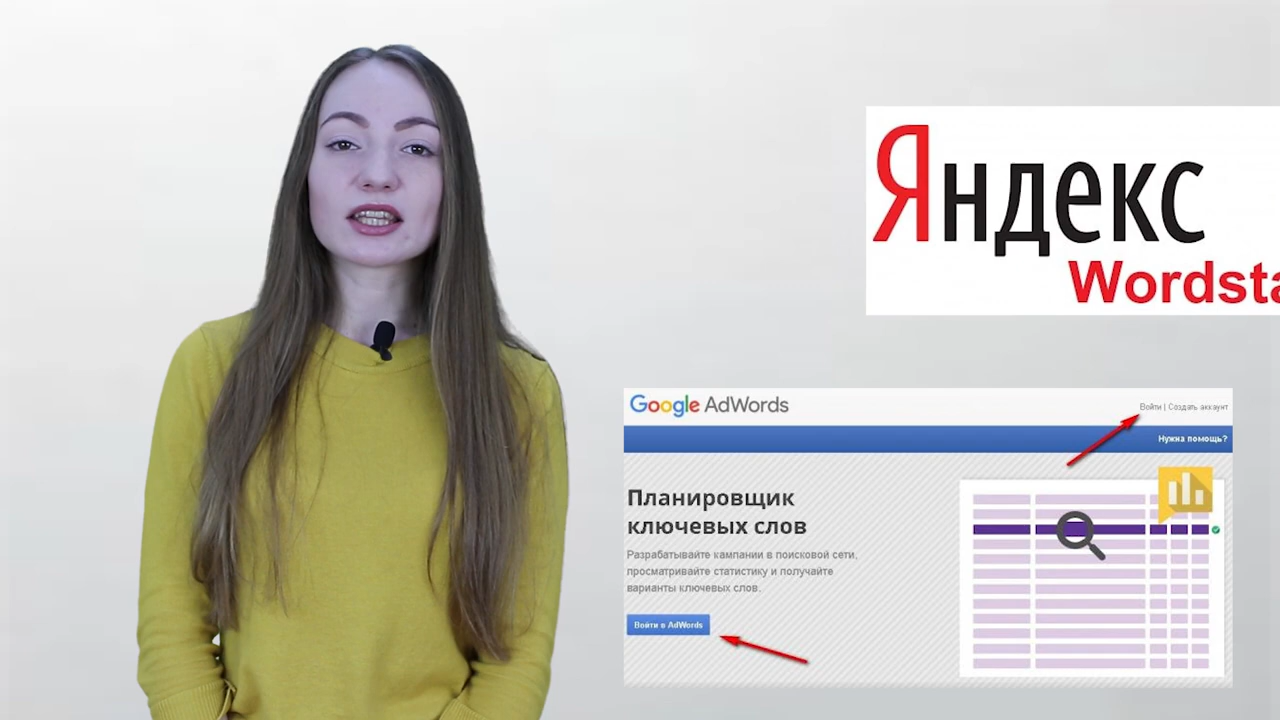 Яндекс
Wordsta
Google AdWords
Войти | Создать аккаунт
Нужна помощь?
Планировщик
ключевых слов
Разрабатывайте кампании в поисковой сети,
просматривайте статистику и получайте
варианты ключевых слов.
Войти в AdWords